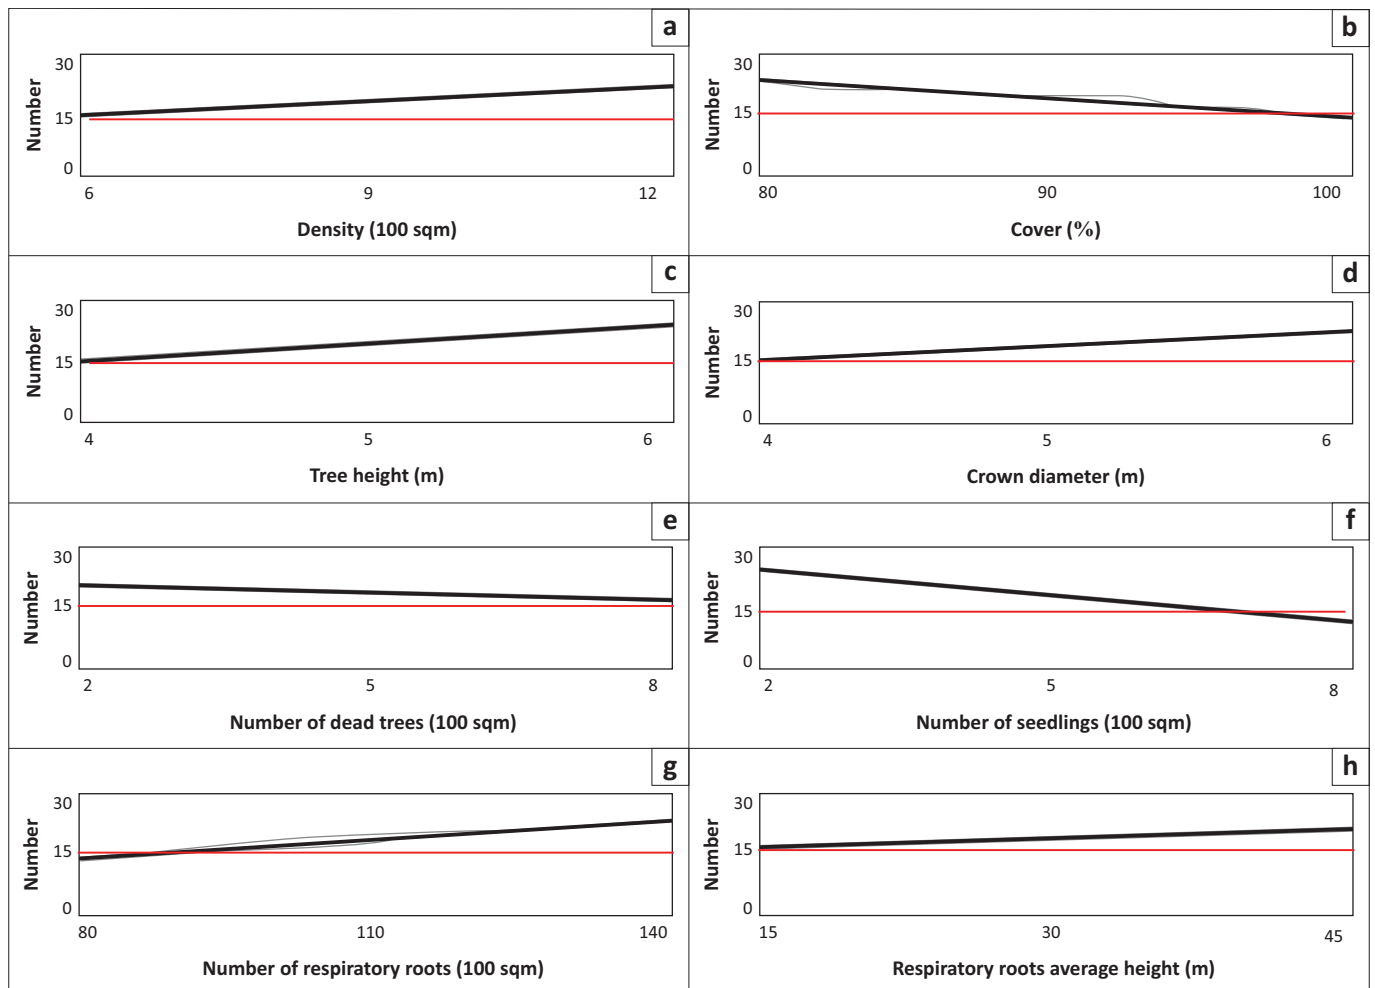 a
Number
30
15
0
6 9 12
Density (100 sqm)
b
Number
30
15
0
80 90 100
Cover (%)
c
Number
30
15
0
4 5 6
Tree height (m)
d
Number
30
15
0
4 5 6
Crown diameter (m)
e
Number
30
15
0
2 5 8
Number of dead trees (100 sqm)
f
Number
30
15
0
2 5 8
Number of seedlings (100 sqm)
g
Number
30
15
0
80 110 140
Number of respiratory roots (100 sqm)
h
Number
30
15
0
15 30 45
Respiratory roots average height (m)